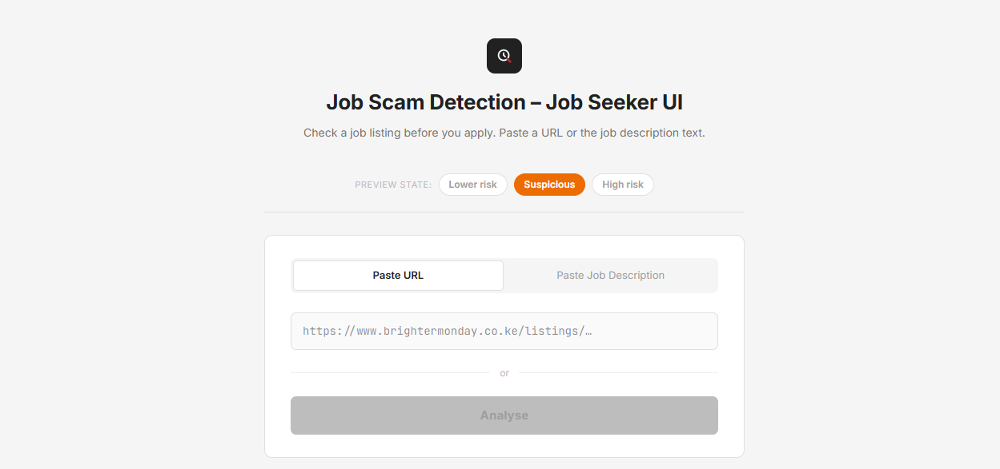 Job Scam Detection – Job Seeker UI
Check a job listing before you apply. Paste a URL or the job description text.
PREVIEW STATE: Lower risk Suspicious High risk
Paste URL Paste Job Description
https://www.brightermonday.co.ke/listings/…
or
Analyse